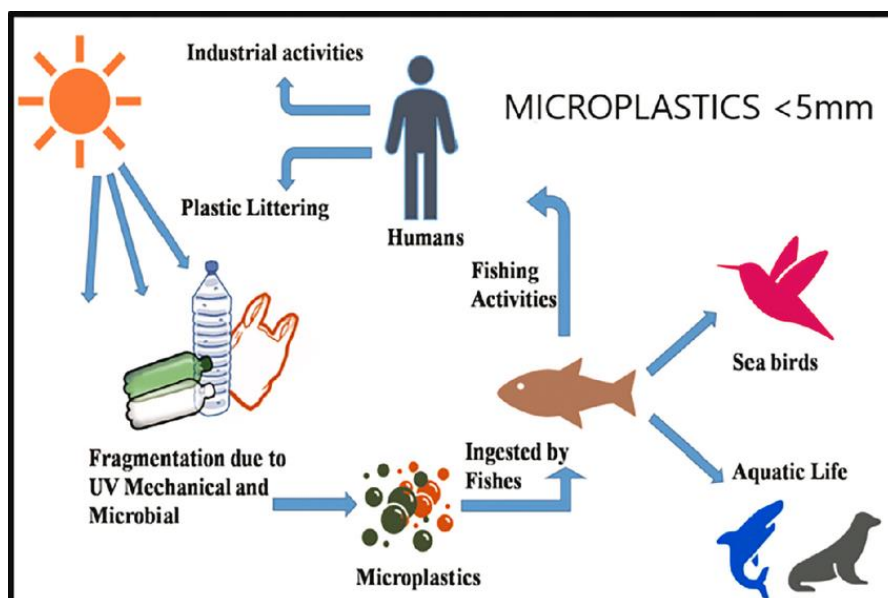 Industrial activities
MICROPLASTICS <5mm
Plastic Littering
Humans
Fishing
Activities
Sea birds
Fragmentation due to
UV Mechanical and
Microbial
Ingested by
Fishes
Aquatic Life
Microplastics